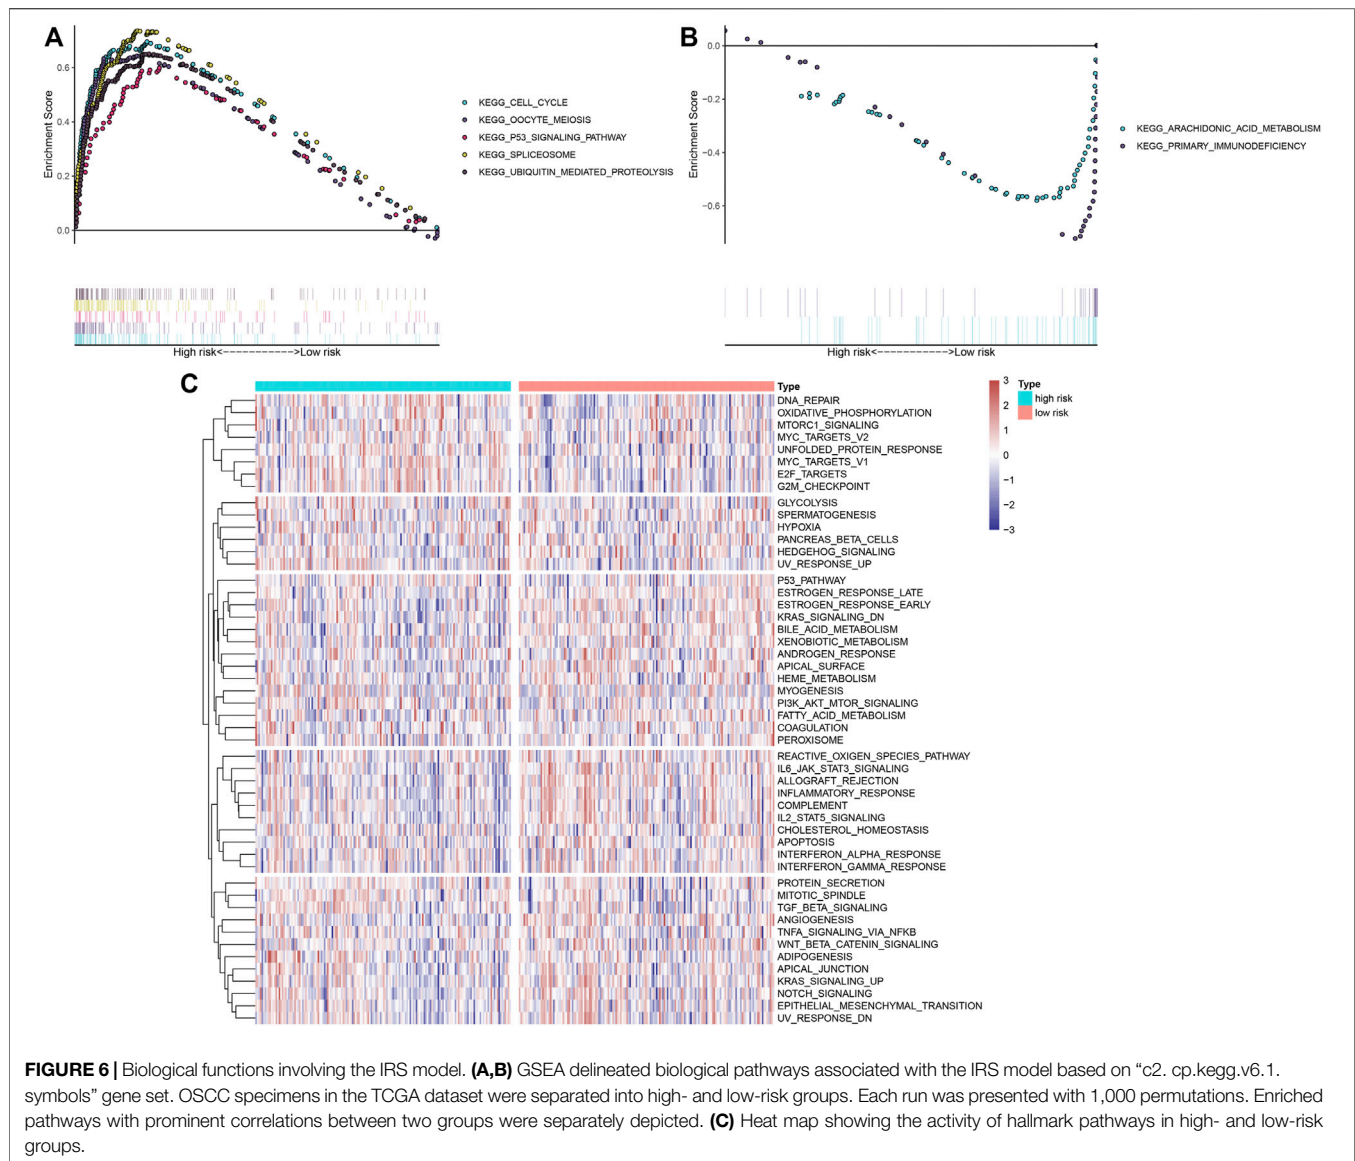 A
Enrichment Score
0.6
0.4
0.2
0.0
KEGG_CELL_CYCLE
KEGG_OOCYTE_MEIOSIS
KEGG_P53_SIGNALING_PATHWAY
KEGG_SPLICEOSOME
KEGG_UBIQUITIN_MEDIATED_PROTEOLYSIS
High risk<------------>Low risk
B
Enrichment Score
0.0
−0.2
−0.4
−0.6
KEGG_ARACHIDONIC_ACID_METABOLISM
KEGG_PRIMARY_IMMUNODEFICIENCY
High risk<------------>Low risk
C
Type
DNA_REPAIR
OXIDATIVE_PHOSPHORYLATION
MTORC1_SIGNALING
MYC_TARGETS_V2
UNFOLDED_PROTEIN_RESPONSE
MYC_TARGETS_V1
E2F_TARGETS
G2M_CHECKPOINT
GLYCOLYSIS
SPERMATOGENESIS
HYPOXIA
PANCREAS_BETA_CELLS
HEDGEHOG_SIGNALING
UV_RESPONSE_UP
P53_PATHWAY
ESTROGEN_RESPONSE_LATE
ESTROGEN_RESPONSE_EARLY
KRAS_SIGNALING_DN
BILE_ACID_METABOLISM
XENOBIOTIC_METABOLISM
ANDROGEN_RESPONSE
APICAL_SURFACE
HEME_METABOLISM
MYOGENESIS
PI3K_AKT_MTOR_SIGNALING
FATTY_ACID_METABOLISM
COAGULATION
PEROXISOME
REACTIVE_OXIGEN_SPECIES_PATHWAY
IL6_JAK_STAT3_SIGNALING
ALLOGRAFT_REJECTION
INFLAMMATORY_RESPONSE
COMPLEMENT
IL2_STAT5_SIGNALING
CHOLESTEROL_HOMEOSTASIS
APOPTOSIS
INTERFERON_ALPHA_RESPONSE
INTERFERON_GAMMA_RESPONSE
PROTEIN_SECRETION
MITOTIC_SPINDLE
TGF_BETA_SIGNALING
ANGIOGENESIS
TNFA_SIGNALING_VIA_NFKB
WNT_BETA_CATENIN_SIGNALING
ADIPOGENESIS
APICAL_JUNCTION
KRAS_SIGNALING_UP
NOTCH_SIGNALING
EPITHELIAL_MESENCHYMAL_TRANSITION
UV_RESPONSE_DN
3
2
1
0
−1
−2
−3
Type
high risk
low risk
FIGURE 6 | Biological functions involving the IRS model. (A,B) GSEA delineated biological pathways associated with the IRS model based on “c2. cp.kegg.v6.1.
symbols” gene set. OSCC specimens in the TCGA dataset were separated into high- and low-risk groups. Each run was presented with 1,000 permutations. Enriched
pathways with prominent correlations between two groups were separately depicted. (C) Heat map showing the activity of hallmark pathways in high- and low-risk
groups.